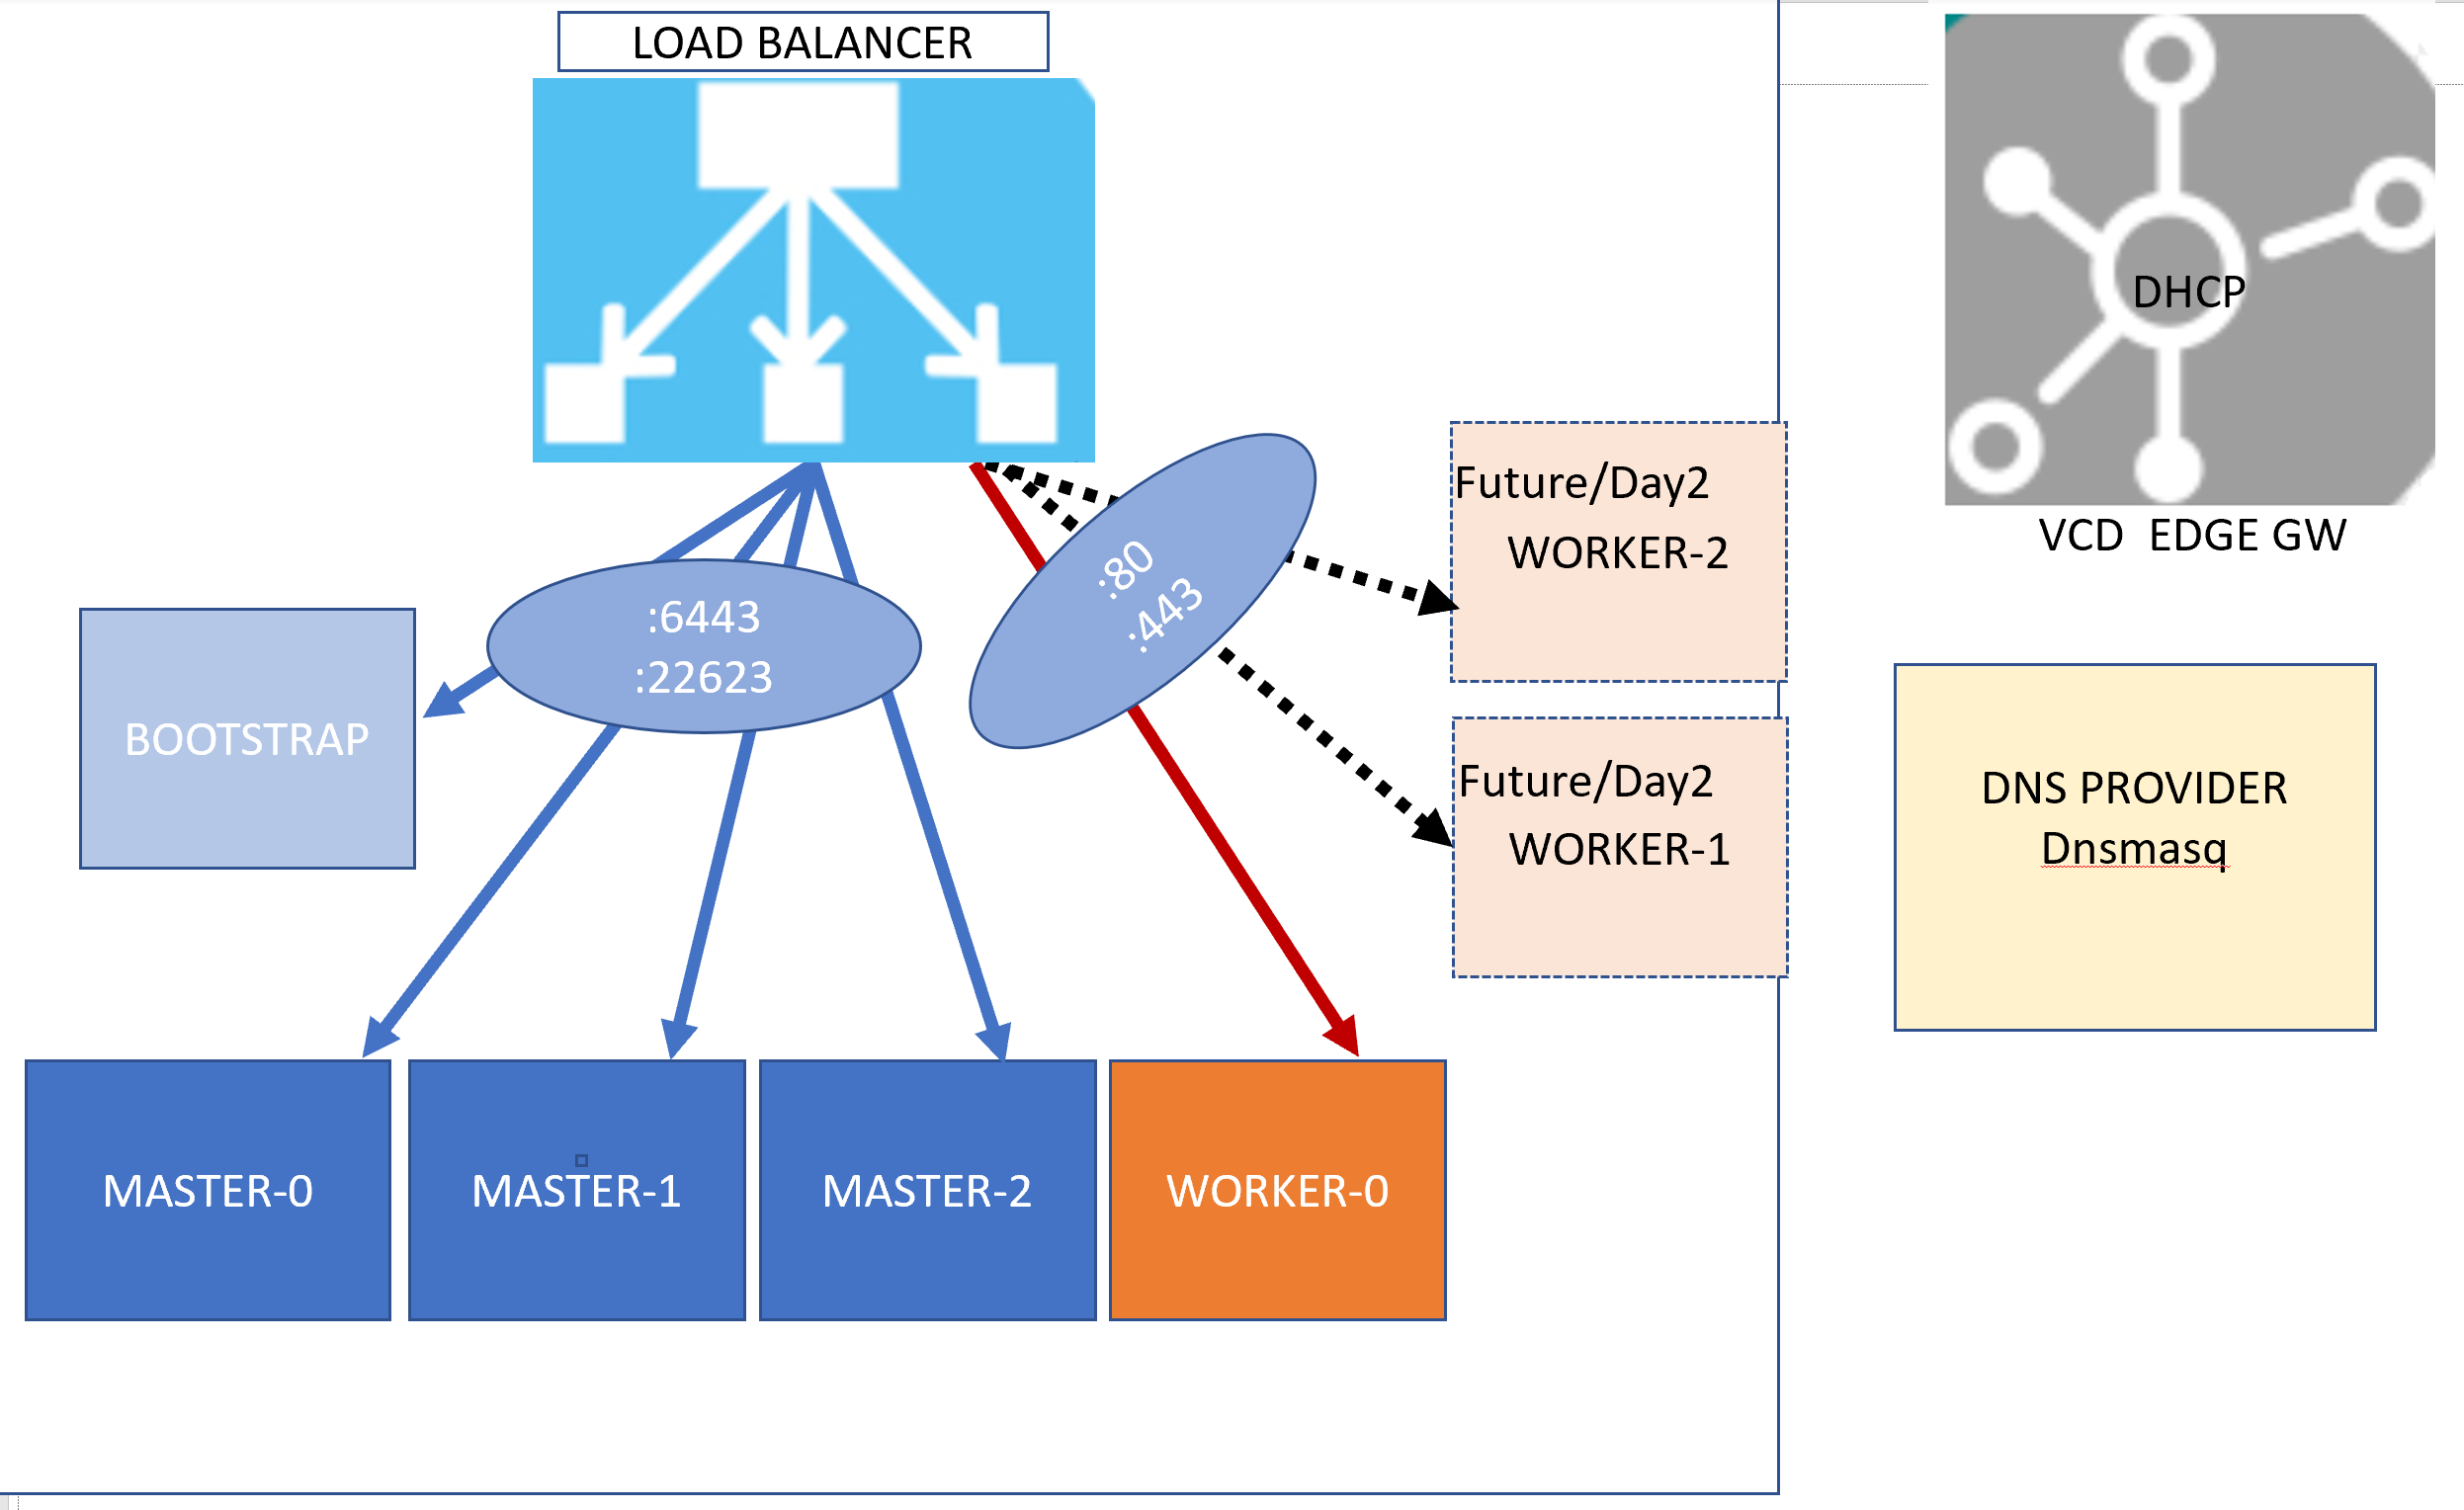 LOAD BALANCER
DHCP
VCD EDGE GW
:6443
:22623
:80
:443
Future/Day2
WORKER-2
BOOTSTRAP
Future/Day2
WORKER-1
DNS PROVIDER
Dnsmasq
MASTER-0
MASTER-1
MASTER-2
WORKER-0